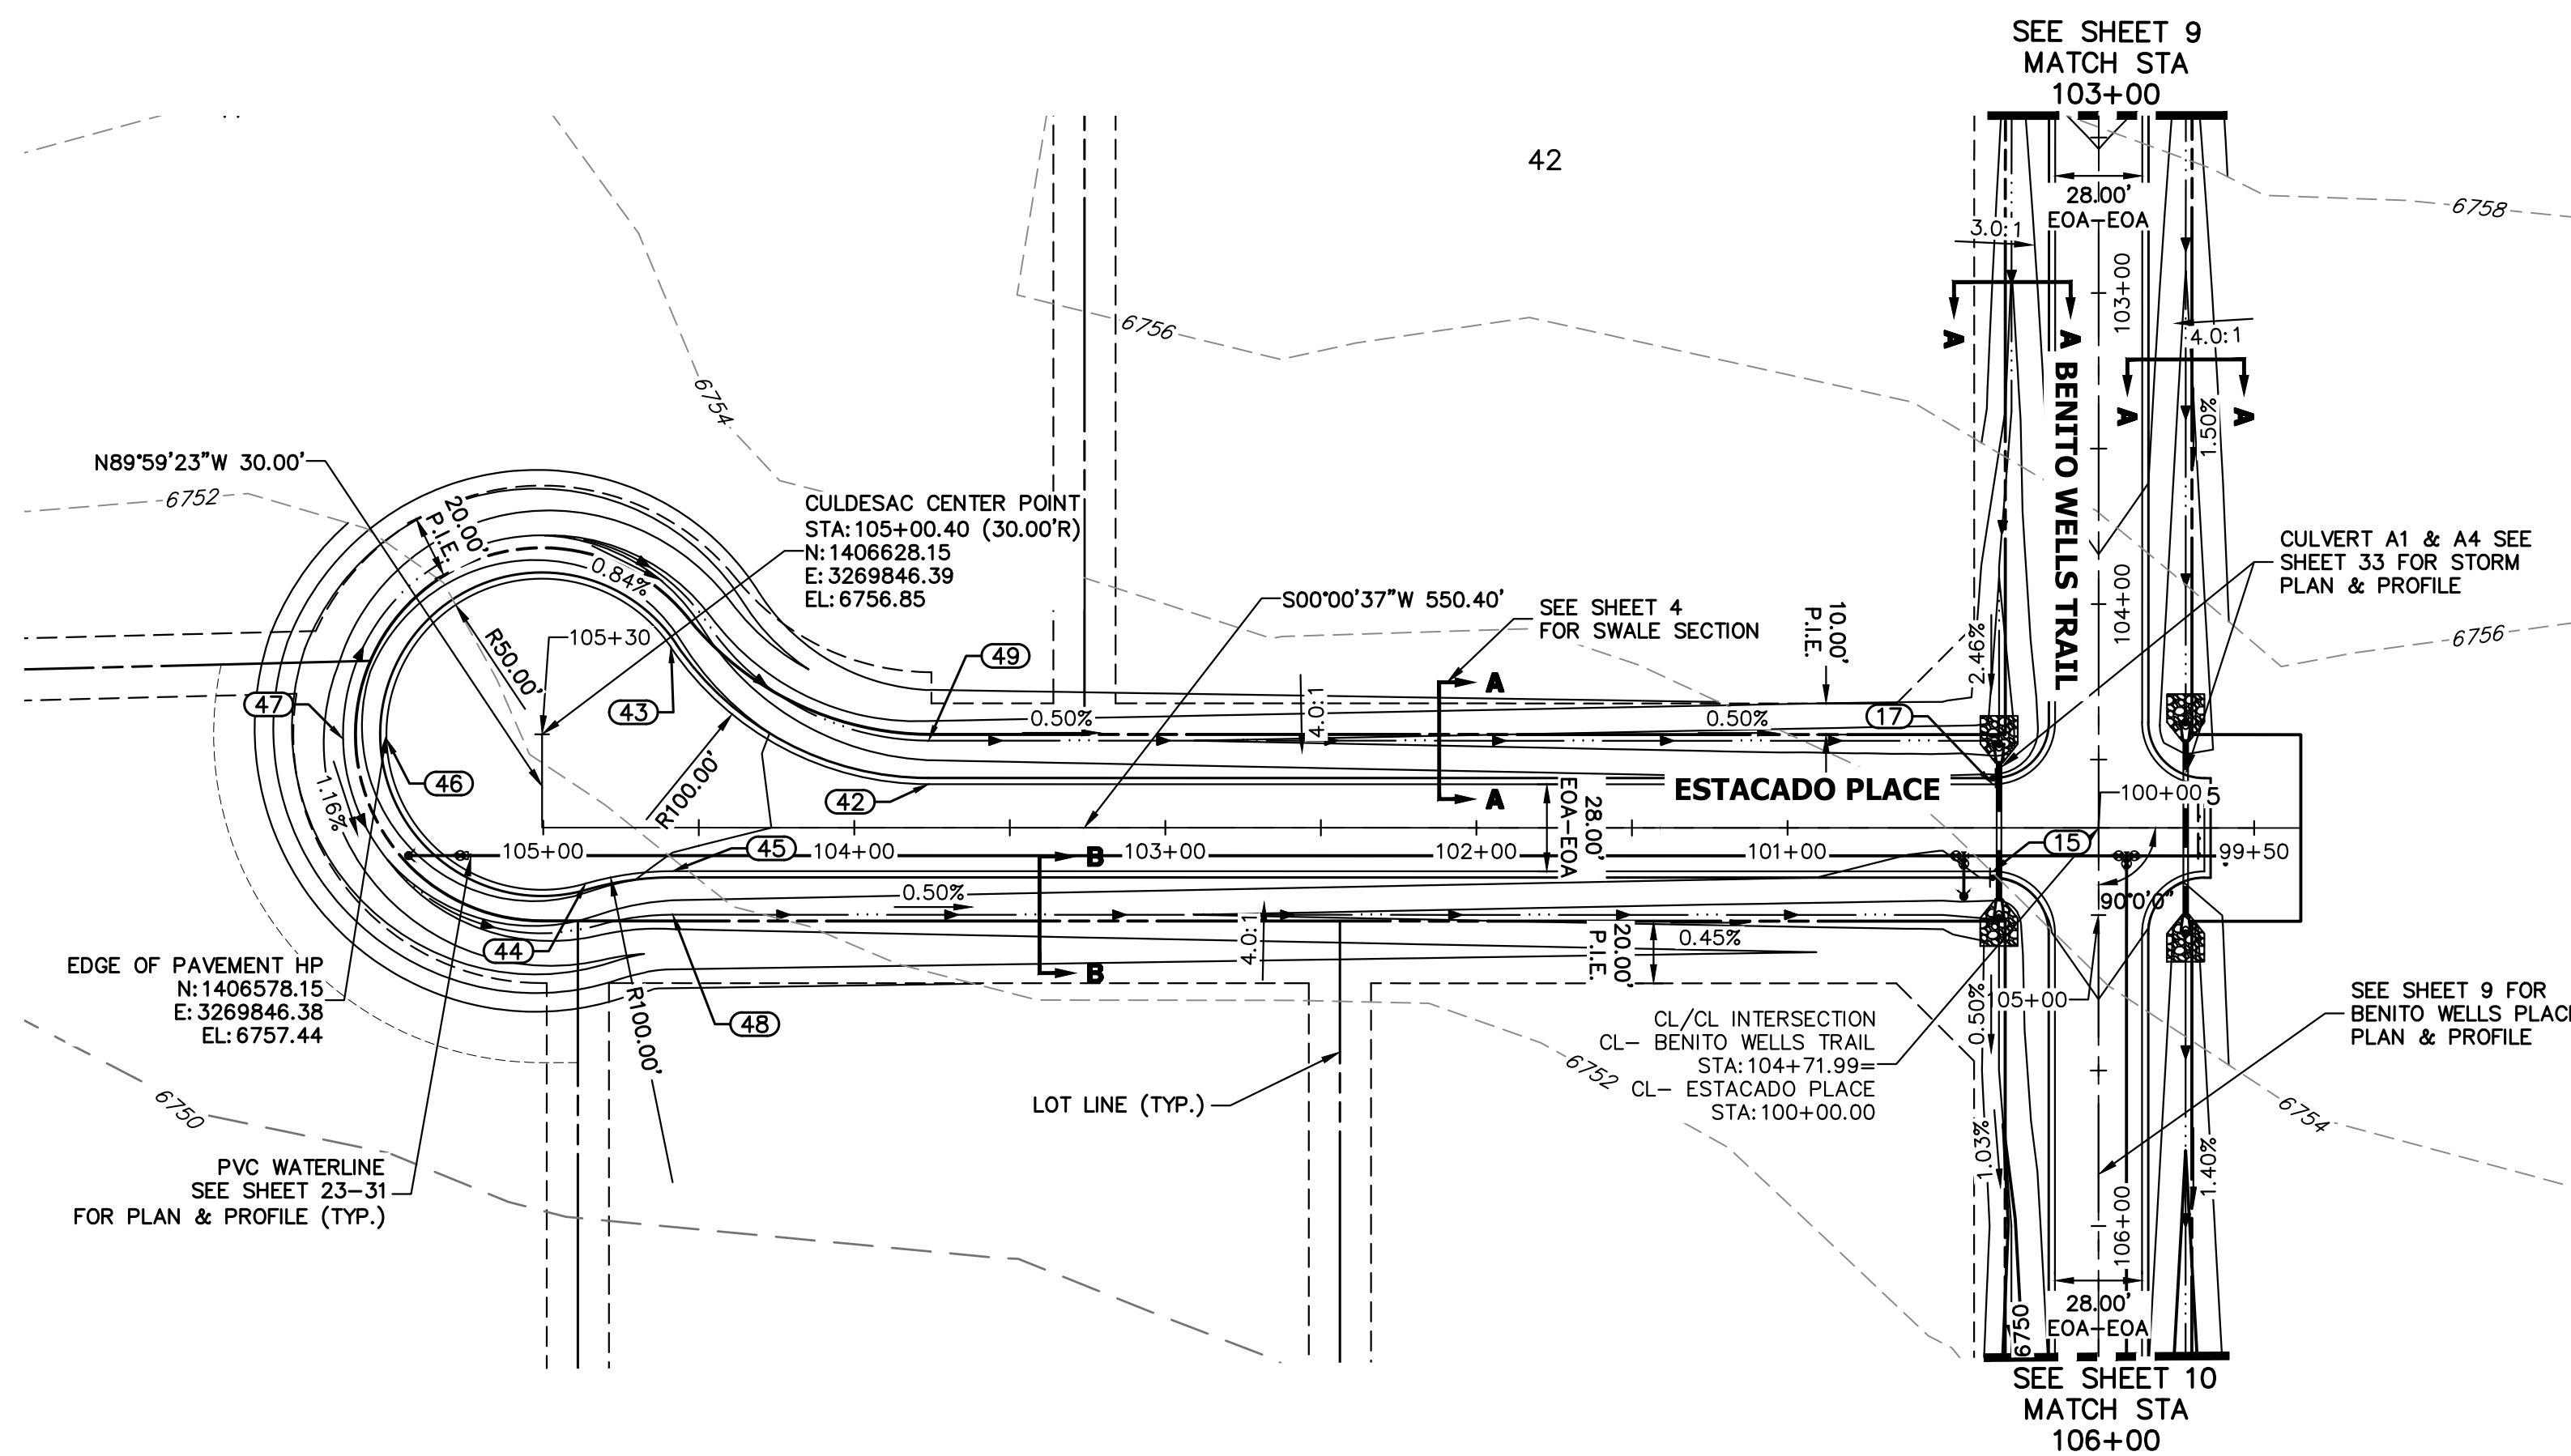 SEE SHEET 9
MATCH STA
103+00
42
28.00'
EOA-EOA
6758
3.0:1
103+00
6756
4.0:1
A
A
A
A
1.50%
BENITO WELLS TRAIL
6754
N89°59'23"W 30.00'
6752
20.00'
P.I.E.
CULDESAC CENTER POINT
STA:105+00.40 (30.00'R)
N:1406628.15
E:3269846.39
EL:6756.85
0.84%
CULVERT A1 & A4 SEE
SHEET 33 FOR STORM
PLAN & PROFILE
S00°00'37"W 550.40'
SEE SHEET 4
FOR SWALE SECTION
10.00'
P.I.E.
104+00
2.46%
6756
R50.00'
105+30
49
47
43
0.50%
4.0:1
A
0.50%
17
R100.00'
46
42
A
28.00'
EOA-EOA
ESTACADO PLACE
100+00
5
1.16%
45
105+00
104+00
B
103+00
102+00
101+00
15
99+50
0.50%
90°0'0"
44
4.0:1
20.00'
P.I.E.
0.45%
B
EDGE OF PAVEMENT HP
N:1406578.15
E:3269846.38
EL:6757.44
R100.00'
48
105+00
0.50%
SEE SHEET 9 FOR
BENITO WELLS PLAC
PLAN & PROFILE
CL/CL INTERSECTION
CL- BENITO WELLS TRAIL
STA:104+71.99=
CL- ESTACADO PLACE
STA:100+00.00
6752
LOT LINE (TYP.)
6750
6754
1.03%
1.40%
PVC WATERLINE
SEE SHEET 23-31
FOR PLAN & PROFILE (TYP.)
106+00
6750
28.00'
EOA-EOA
SEE SHEET 10
MATCH STA
106+00